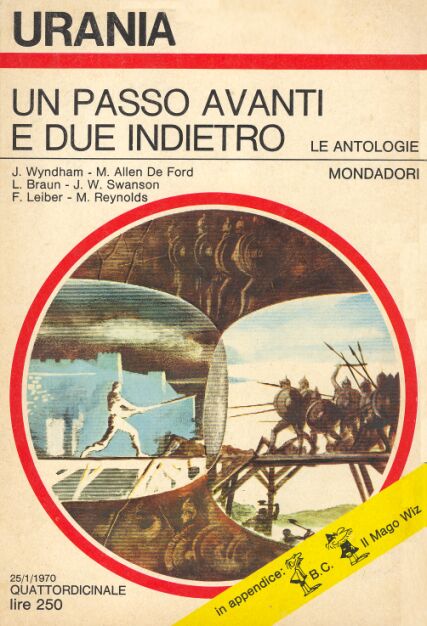 URANIA
UN PASSO AVANTI
E DUE INDIETRO
LE ANTOLOGIE
J. Wyndham - M. Allen De Ford
L. Braun - J. W. Swanson
F. Leiber - M. Reynolds
MONDADORI
25/1/1970
QUATTORDICINALE
lire 250
in appendice: B.C. Il Mago Wiz